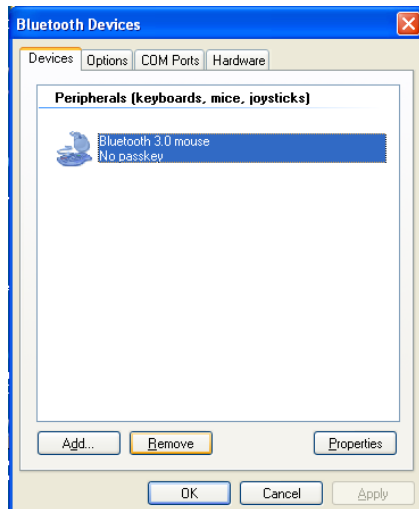 Bluetooth Devices
Devices Options COM Ports Hardware
Peripherals (keyboards, mice, joysticks)
Bluetooth 3.0 mouse
No passkey
Add... Remove Properties
OK Cancel Apply